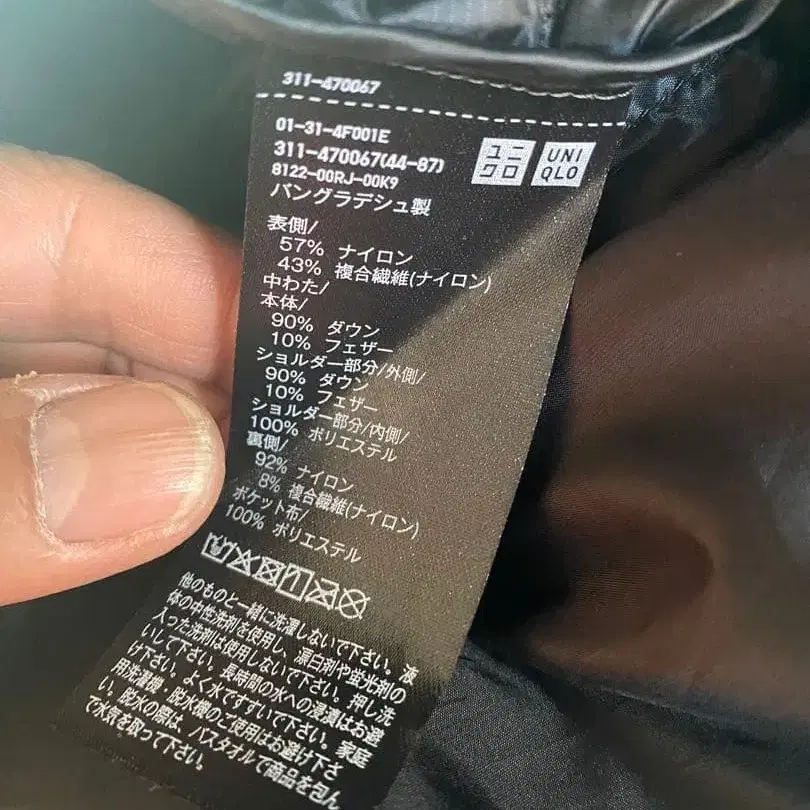 311-470067
01-31-4F001E
311-470067(44-87)
8122-00RJ-00K9
バングラデシュ製
ユニ
クロ
UNI
QLO
表側/
57% ナイロン
43% 複合繊維(ナイロン)
中わた/
本体/
90% ダウン
10% フェザー
ショルダー部分/外側/
90% ダウン
10% フェザー
ショルダー部分/内側/
100% ポリエステル
裏側/
92% ナイロン
8% 複合繊維(ナイロン)
ポケット布/
100% ポリエステル
他のものと一緒に洗濯しないで下さい。液
体の中性洗剤を使用し、漂白剤や蛍光剤の
入った洗剤は使用しないで下さい。押し洗
いして下さい。長時間の水への浸漬はお避
け下さい。よく水ですすいで下さい。家庭
用洗濯機・脱水機のご使用はお避け下さ
い。脱水の際は、バスタオルで商品を包ん
で水気を取って下さい。